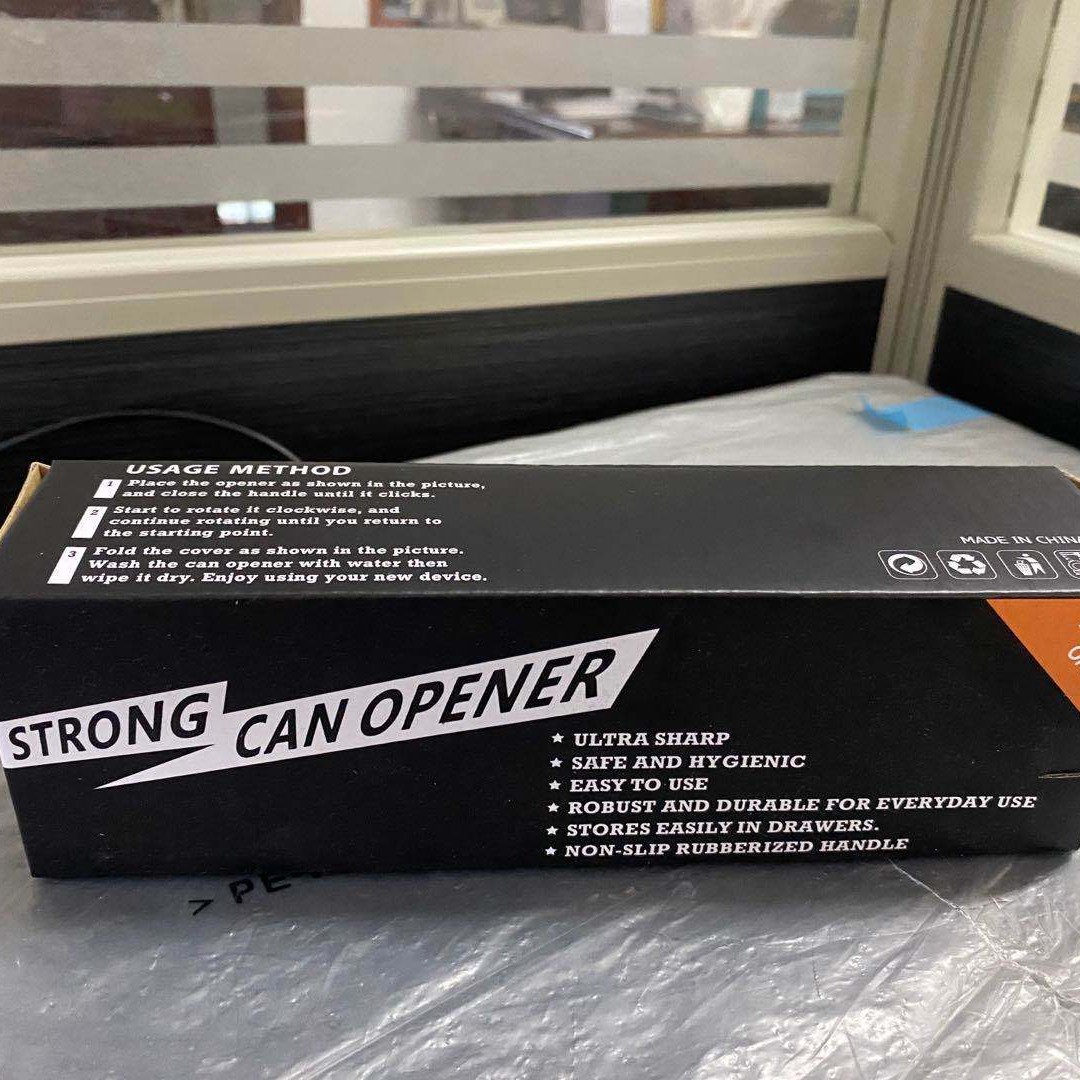 USAGE METHOD
1 Place the opener as shown in the picture,
and close the handle until it clicks.
2 Start to rotate it clockwise, and
continue rotating until you return to
the starting point.
3 Fold the cover as shown in the picture.
Wash the can opener with water then
wipe it dry. Enjoy using your new device.
MADE IN CHINA
STRONG CAN OPENER
★ ULTRA SHARP
★ SAFE AND HYGIENIC
★ EASY TO USE
★ ROBUST AND DURABLE FOR EVERYDAY USE
★ STORES EASILY IN DRAWERS.
★ NON-SLIP RUBBERIZED HANDLE
> PE-